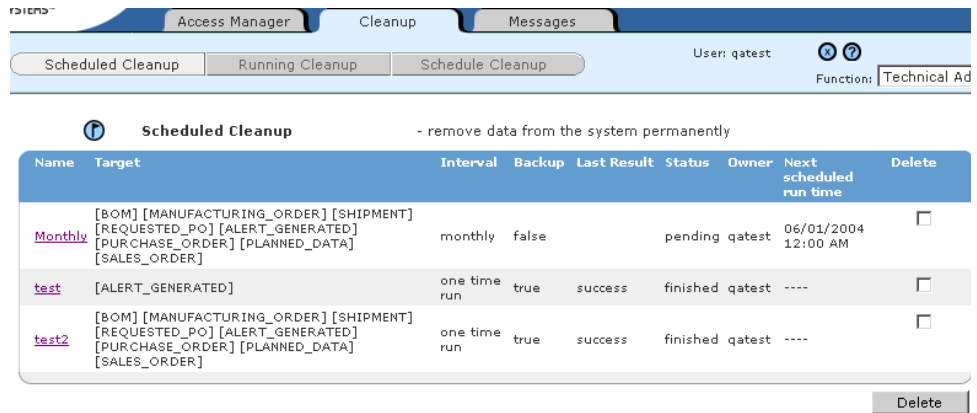 YSTEMS
Access Manager Cleanup Messages
Scheduled Cleanup Running Cleanup Schedule Cleanup User: qatest
Function: Technical Ad
Scheduled Cleanup - remove data from the system permanently
Name Target Interval Backup Last Result Status Owner Next scheduled run time Delete
Monthly [BOM] [MANUFACTURING_ORDER] [SHIPMENT] [REQUESTED_PO] [ALERT_GENERATED] [PURCHASE_ORDER] [PLANNED_DATA] [SALES_ORDER] monthly false pending qatest 06/01/2004 12:00 AM
test [ALERT_GENERATED] one time run true success finished qatest ----
test2 [BOM] [MANUFACTURING_ORDER] [SHIPMENT] [REQUESTED_PO] [ALERT_GENERATED] [PURCHASE_ORDER] [PLANNED_DATA] [SALES_ORDER] one time run true success finished qatest ----
Delete